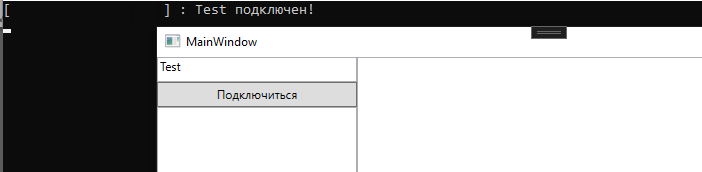 [ ] : Test подключен!
MainWindow
Test
Подключиться